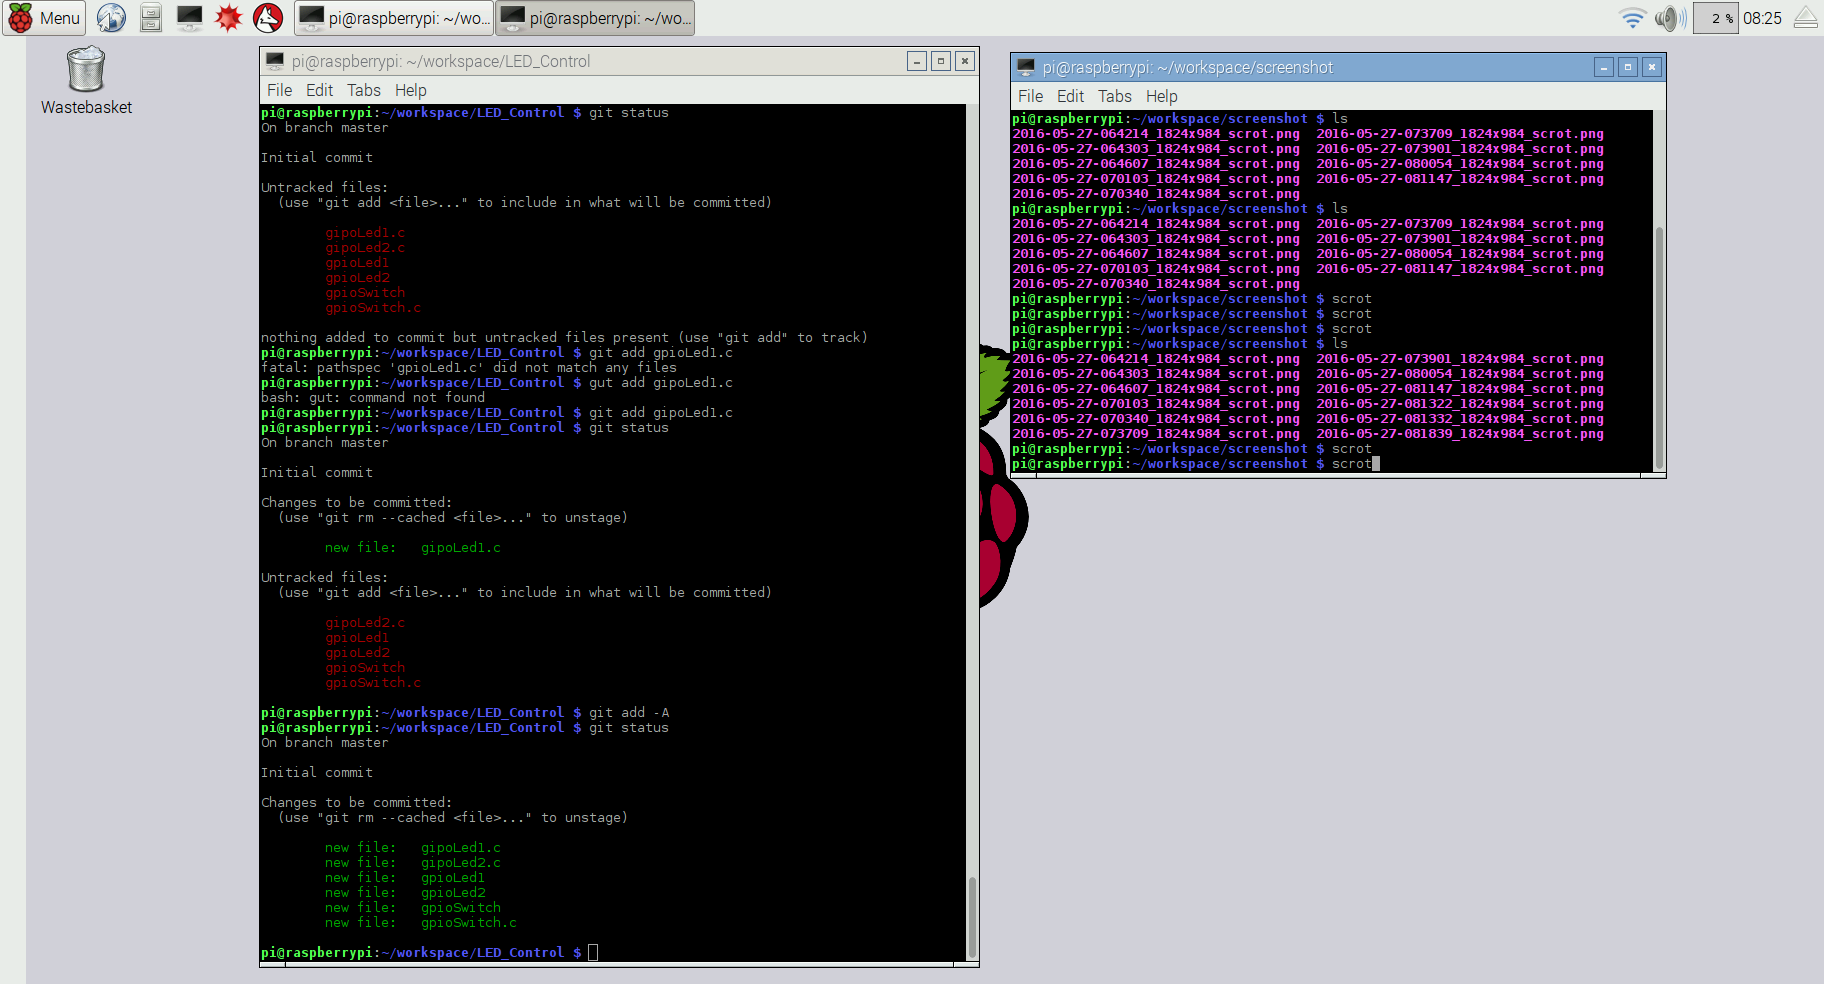 Menu
pi@raspberrypi: ~/wo...
pi@raspberrypi: ~/wo...
2 %
08:25
Wastebasket
pi@raspberrypi: ~/workspace/LED_Control
File Edit Tabs Help
pi@raspberrypi:~/workspace/LED_Control $ git status
On branch master
Initial commit
Untracked files:
(use "git add <file>..." to include in what will be committed)
gipoLed1.c
gipoLed2.c
gpioLed1
gpioLed2
gpioSwitch
gpioSwitch.c
nothing added to commit but untracked files present (use "git add" to track)
pi@raspberrypi:~/workspace/LED_Control $ git add gpioLed1.c
fatal: pathspec 'gpioLed1.c' did not match any files
pi@raspberrypi:~/workspace/LED_Control $ gut add gipoLed1.c
bash: gut: command not found
pi@raspberrypi:~/workspace/LED_Control $ git add gipoLed1.c
pi@raspberrypi:~/workspace/LED_Control $ git status
On branch master
Initial commit
Changes to be committed:
(use "git rm --cached <file>..." to unstage)
new file:   gipoLed1.c
Untracked files:
(use "git add <file>..." to include in what will be committed)
gipoLed2.c
gpioLed1
gpioLed2
gpioSwitch
gpioSwitch.c
pi@raspberrypi:~/workspace/LED_Control $ git add -A
pi@raspberrypi:~/workspace/LED_Control $ git status
On branch master
Initial commit
Changes to be committed:
(use "git rm --cached <file>..." to unstage)
new file:   gipoLed1.c
new file:   gipoLed2.c
new file:   gpioLed1
new file:   gpioLed2
new file:   gpioSwitch
new file:   gpioSwitch.c
pi@raspberrypi:~/workspace/LED_Control $
pi@raspberrypi: ~/workspace/screenshot
File Edit Tabs Help
pi@raspberrypi:~/workspace/screenshot $ ls
2016-05-27-064214_1824x984_scrot.png  2016-05-27-073709_1824x984_scrot.png
2016-05-27-064303_1824x984_scrot.png  2016-05-27-073901_1824x984_scrot.png
2016-05-27-064607_1824x984_scrot.png  2016-05-27-080054_1824x984_scrot.png
2016-05-27-070103_1824x984_scrot.png  2016-05-27-081147_1824x984_scrot.png
2016-05-27-070340_1824x984_scrot.png
pi@raspberrypi:~/workspace/screenshot $ ls
2016-05-27-064214_1824x984_scrot.png  2016-05-27-073709_1824x984_scrot.png
2016-05-27-064303_1824x984_scrot.png  2016-05-27-073901_1824x984_scrot.png
2016-05-27-064607_1824x984_scrot.png  2016-05-27-080054_1824x984_scrot.png
2016-05-27-070103_1824x984_scrot.png  2016-05-27-081147_1824x984_scrot.png
2016-05-27-070340_1824x984_scrot.png
pi@raspberrypi:~/workspace/screenshot $ scrot
pi@raspberrypi:~/workspace/screenshot $ scrot
pi@raspberrypi:~/workspace/screenshot $ scrot
pi@raspberrypi:~/workspace/screenshot $ ls
2016-05-27-064214_1824x984_scrot.png  2016-05-27-073901_1824x984_scrot.png
2016-05-27-064303_1824x984_scrot.png  2016-05-27-080054_1824x984_scrot.png
2016-05-27-064607_1824x984_scrot.png  2016-05-27-081147_1824x984_scrot.png
2016-05-27-070103_1824x984_scrot.png  2016-05-27-081322_1824x984_scrot.png
2016-05-27-070340_1824x984_scrot.png  2016-05-27-081332_1824x984_scrot.png
2016-05-27-073709_1824x984_scrot.png  2016-05-27-081839_1824x984_scrot.png
pi@raspberrypi:~/workspace/screenshot $ scrot
pi@raspberrypi:~/workspace/screenshot $ scrot